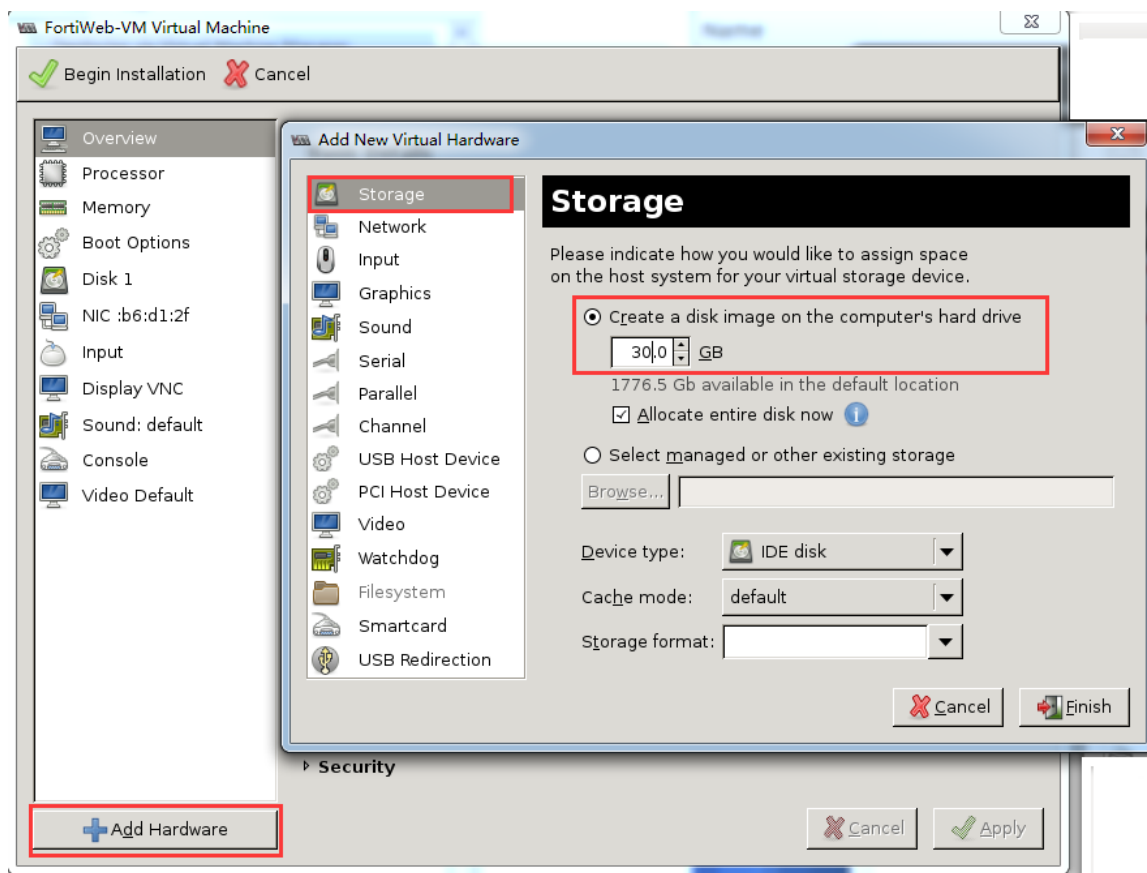 FortiWeb-VM Virtual Machine
Begin Installation Cancel
Overview
Processor
Memory
Boot Options
Disk 1
NIC :b6:d1:2f
Input
Display VNC
Sound: default
Console
Video Default
Add Hardware
Add New Virtual Hardware
Storage
Network
Input
Graphics
Sound
Serial
Parallel
Channel
USB Host Device
PCI Host Device
Video
Watchdog
Filesystem
Smartcard
USB Redirection
Storage
Please indicate how you would like to assign space
on the host system for your virtual storage device.
Create a disk image on the computer's hard drive
30.0 GB
1776.5 Gb available in the default location
Allocate entire disk now
Select managed or other existing storage
Browse...
Device type: IDE disk
Cache mode: default
Storage format:
Cancel Finish
Security
Cancel Apply